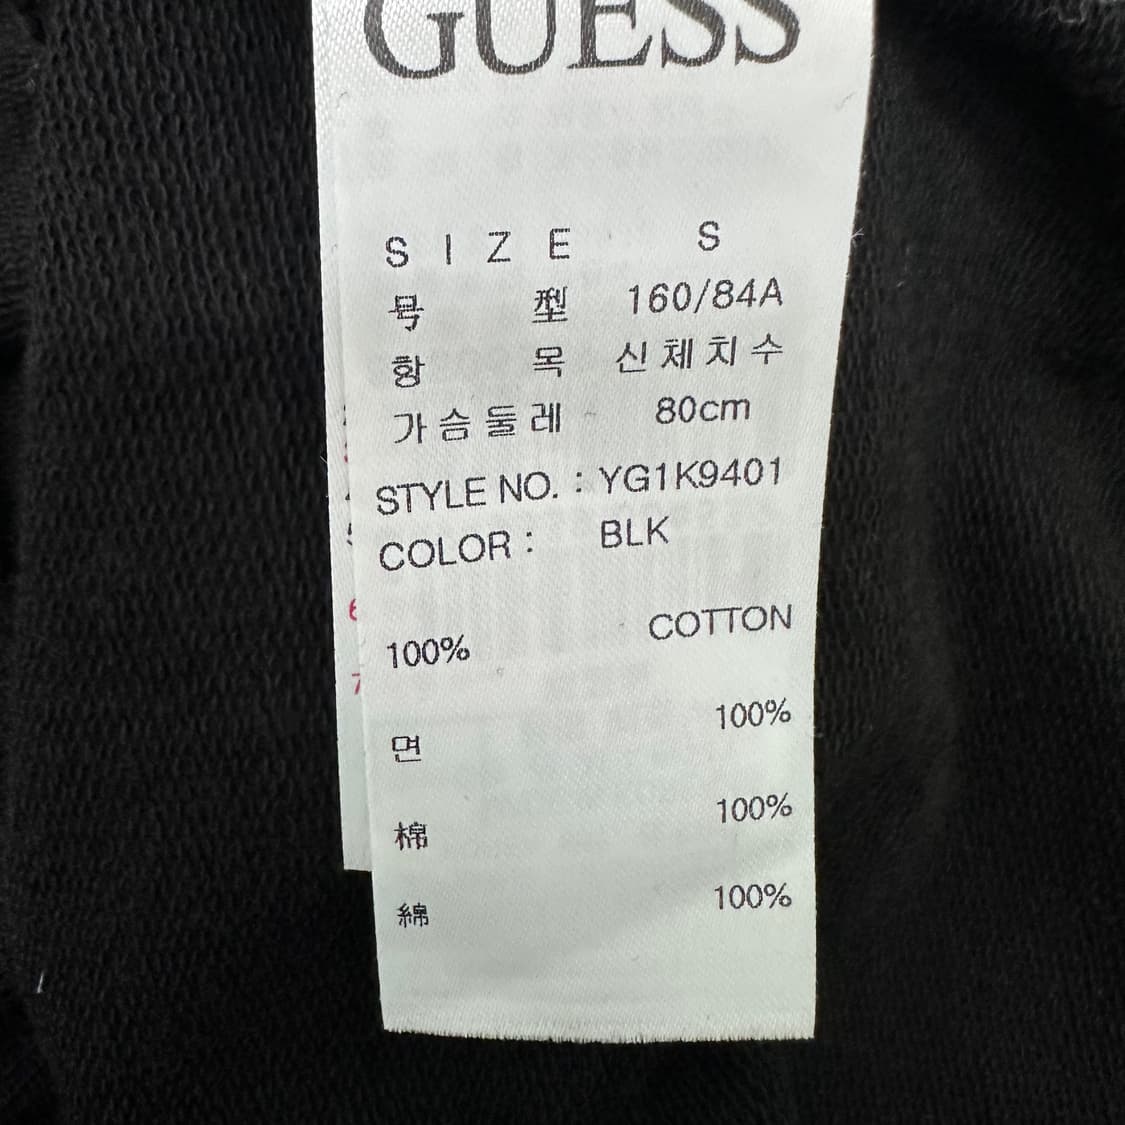 GUESS
SIZE S
号 型 160/84A
항 목 신체치수
가슴둘레 80cm
STYLE NO. : YG1K9401
COLOR : BLK
100% COTTON
면 100%
棉 100%
綿 100%